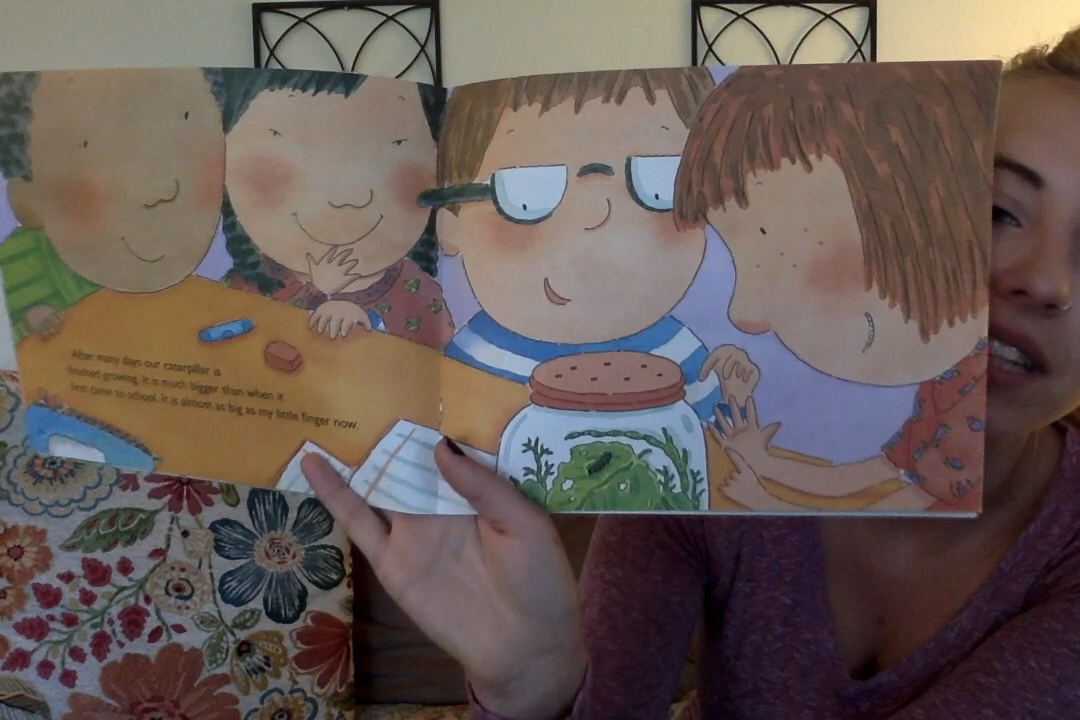 After many days our caterpillar is
finished growing. It is much bigger than when it
first came to school. It is almost as big as my little finger now.